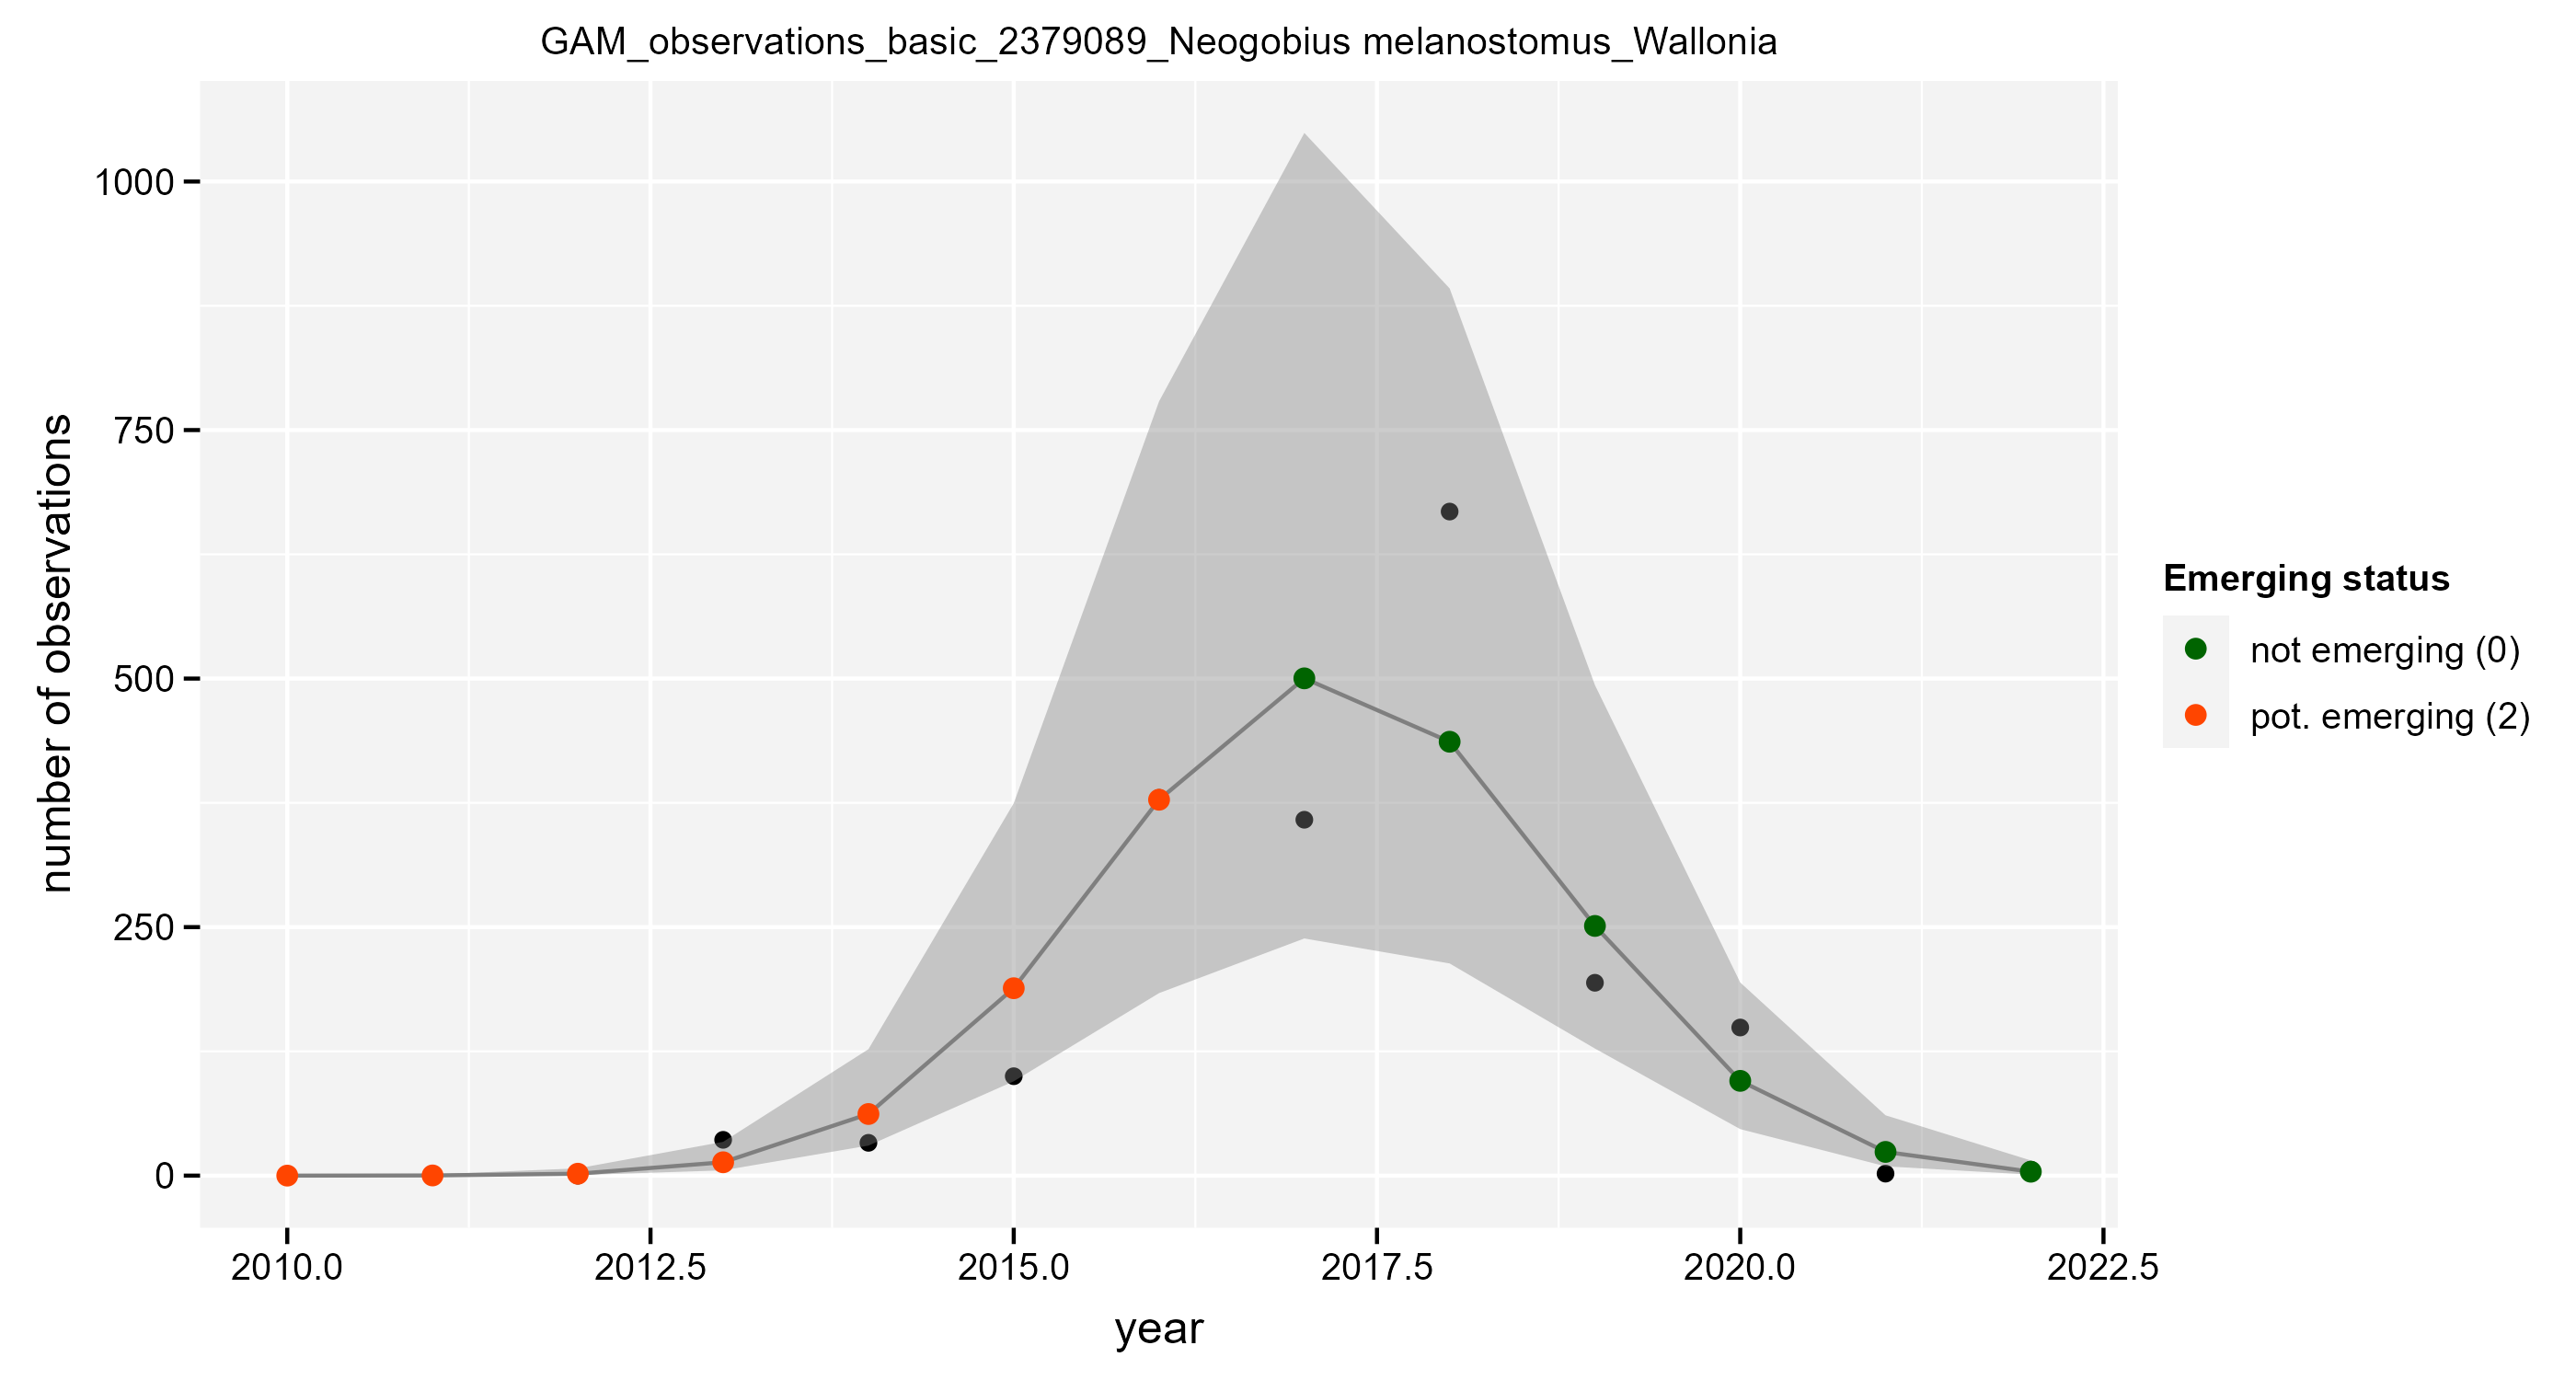 GAM_observations_basic_2379089_Neogobius melanostomus_Wallonia
number of observations
1000
750
500
250
0
2010.0 2012.5 2015.0 2017.5 2020.0 2022.5
year
Emerging status
not emerging (0)
pot. emerging (2)